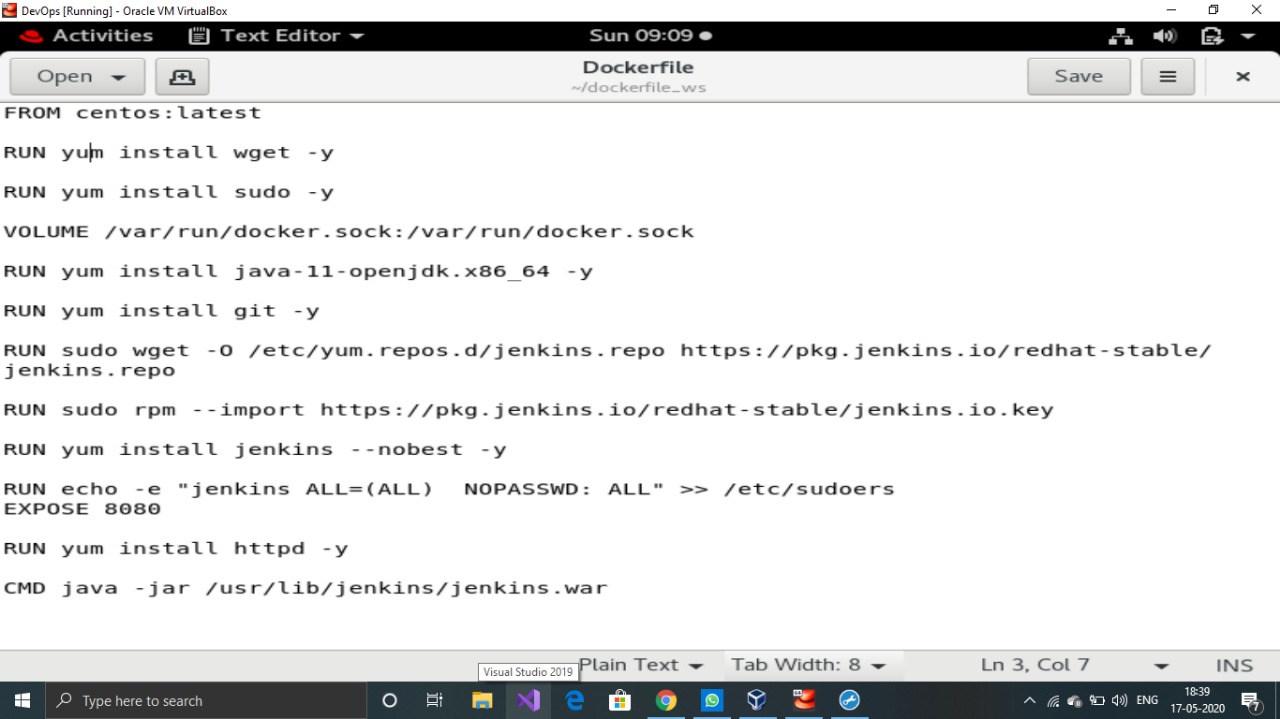 DevOps [Running] - Oracle VM VirtualBox
Activities Text Editor Sun 09:09
Open Dockerfile Save
~/dockerfile_ws
FROM centos:latest
RUN yum install wget -y
RUN yum install sudo -y
VOLUME /var/run/docker.sock:/var/run/docker.sock
RUN yum install java-11-openjdk.x86_64 -y
RUN yum install git -y
RUN sudo wget -O /etc/yum.repos.d/jenkins.repo https://pkg.jenkins.io/redhat-stable/
jenkins.repo
RUN sudo rpm --import https://pkg.jenkins.io/redhat-stable/jenkins.io.key
RUN yum install jenkins --nobest -y
RUN echo -e "jenkins ALL=(ALL)  NOPASSWD: ALL" >> /etc/sudoers
EXPOSE 8080
RUN yum install httpd -y
CMD java -jar /usr/lib/jenkins/jenkins.war
Visual Studio 2019 Plain Text Tab Width: 8 Ln 3, Col 7 INS
Type here to search ENG 18:39
17-05-2020 7